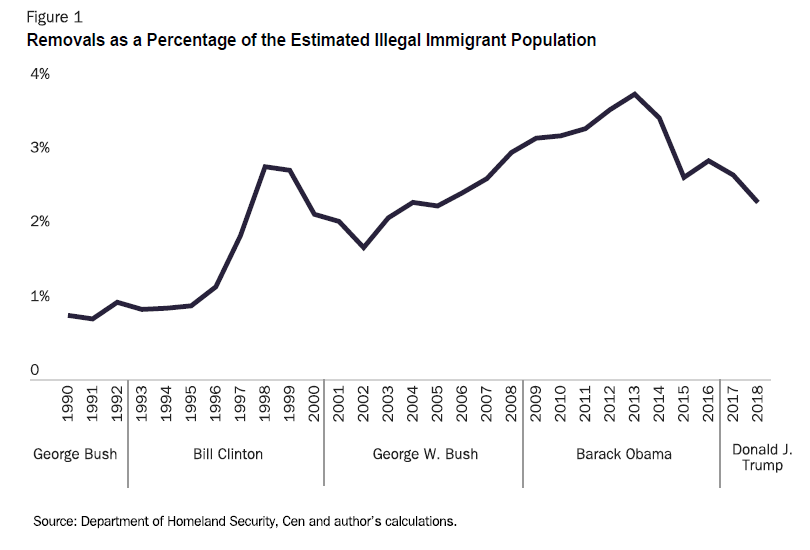 Figure 1
Removals as a Percentage of the Estimated Illegal Immigrant Population
4%
3%
2%
1%
0
1990 1991 1992 1993 1994 1995 1996 1997 1998 1999 2000 2001 2002 2003 2004 2005 2006 2007 2008 2009 2010 2011 2012 2013 2014 2015 2016 2017 2018
George Bush Bill Clinton George W. Bush Barack Obama Donald J.
Trump
Source: Department of Homeland Security, Cen and author's calculations.